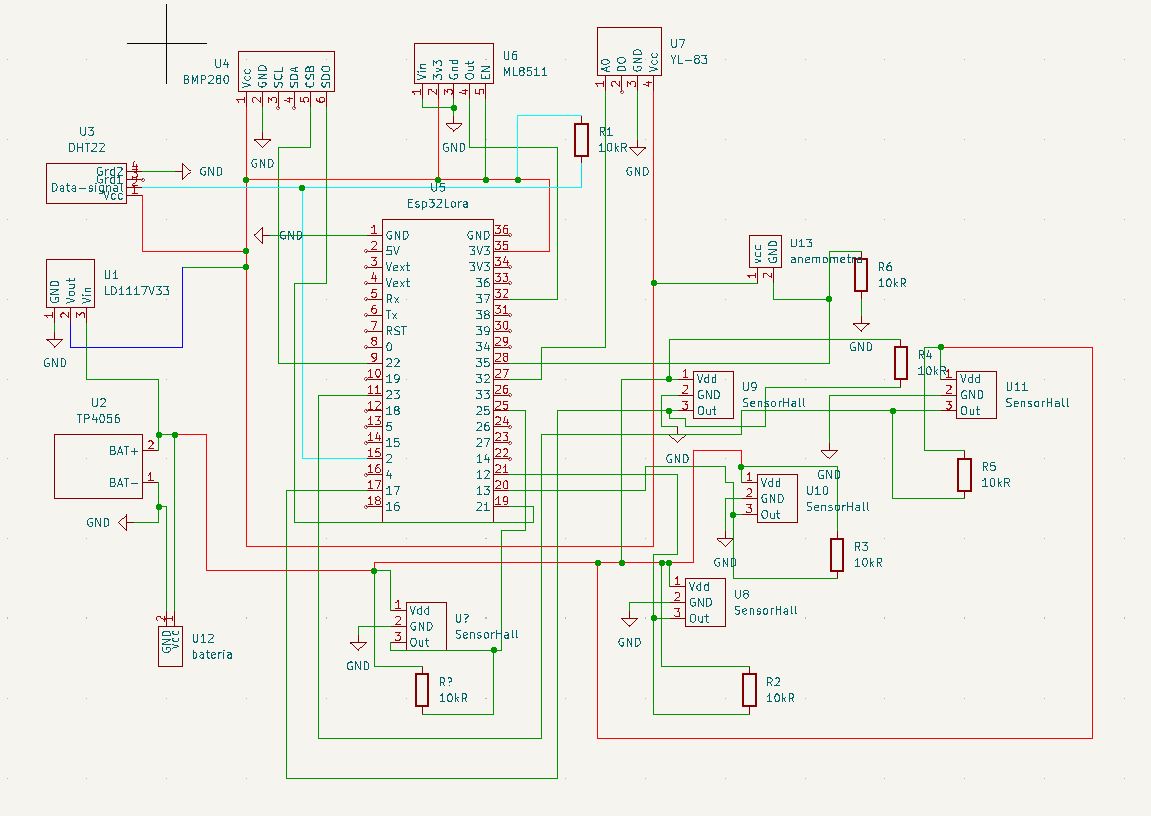 U4
BMP280
Vcc
GND
SCL
SDA
CSB
SDO
1
2
3
4
5
6
GND
U6
ML8511
Vin
3v3
Gnd
Out
EN
1
2
3
4
5
GND
U7
YL-83
A0
DO
GND
Vcc
1
2
3
4
GND
R1
10kR
U3
DHT22
Grd2
Grd1
Data-signal
Vcc
4
3
2
1
GND
U1
LD1117V33
GND
Vout
Vin
1
2
3
GND
U2
TP4056
BAT+
2
BAT-
1
GND
U12
bateria
GND
Vcc
2
1
U5
Esp32Lora
GND
1 GND
2 5V
3 Vext
4 Vext
5 Rx
6 Tx
7 RST
8 0
9 22
10 19
11 23
12 18
13 5
14 15
15 2
16 4
17 17
18 16
GND 36
3V3 35
3V3 34
36 33
37 32
38 31
39 30
34 29
35 28
32 27
33 26
25 25
26 24
27 23
14 22
12 21
13 20
21 19
U13
anemometro
vcc
GND
1
2
R6
10kR
GND
R4
10kR
U9
SensorHall
1 Vdd
2 GND
3 Out
GND
U11
SensorHall
1 Vdd
2 GND
3 Out
GND
R5
10kR
U10
SensorHall
1 Vdd
2 GND
3 Out
GND
R3
10kR
U8
SensorHall
1 Vdd
2 GND
3 Out
GND
R2
10kR
U?
SensorHall
1 Vdd
2 GND
3 Out
GND
R?
10kR